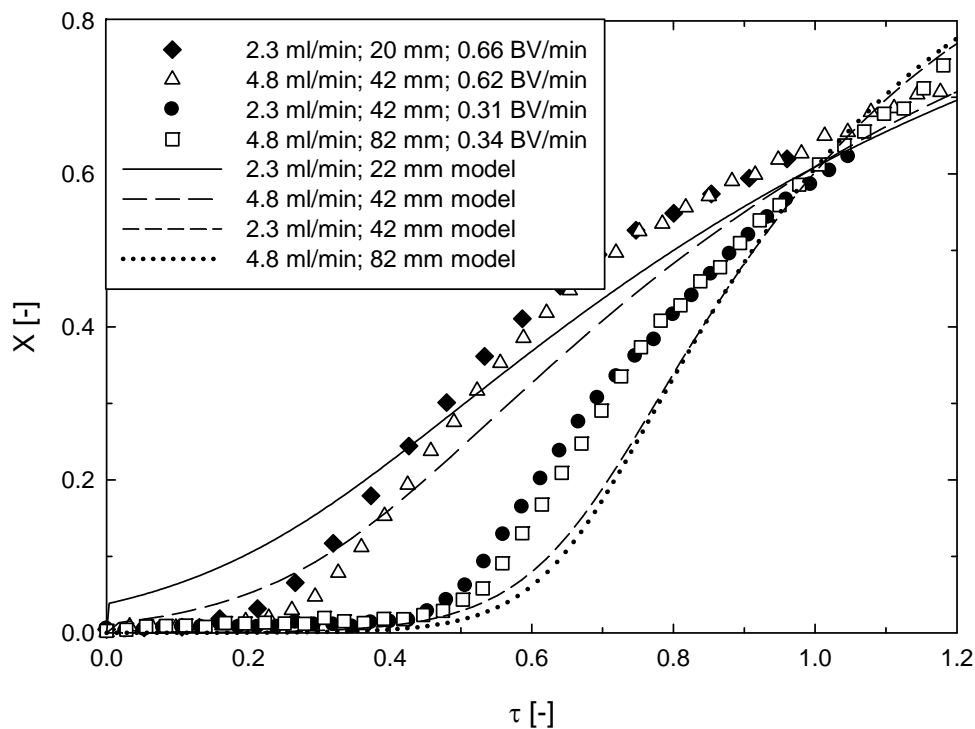 0.8
2.3 ml/min; 20 mm; 0.66 BV/min
4.8 ml/min; 42 mm; 0.62 BV/min
2.3 ml/min; 42 mm; 0.31 BV/min
4.8 ml/min; 82 mm; 0.34 BV/min
2.3 ml/min; 22 mm model
4.8 ml/min; 42 mm model
2.3 ml/min; 42 mm model
4.8 ml/min; 82 mm model
0.6
0.4
0.2
0.0
X [-]
0.0 0.2 0.4 0.6 0.8 1.0 1.2
τ [-]